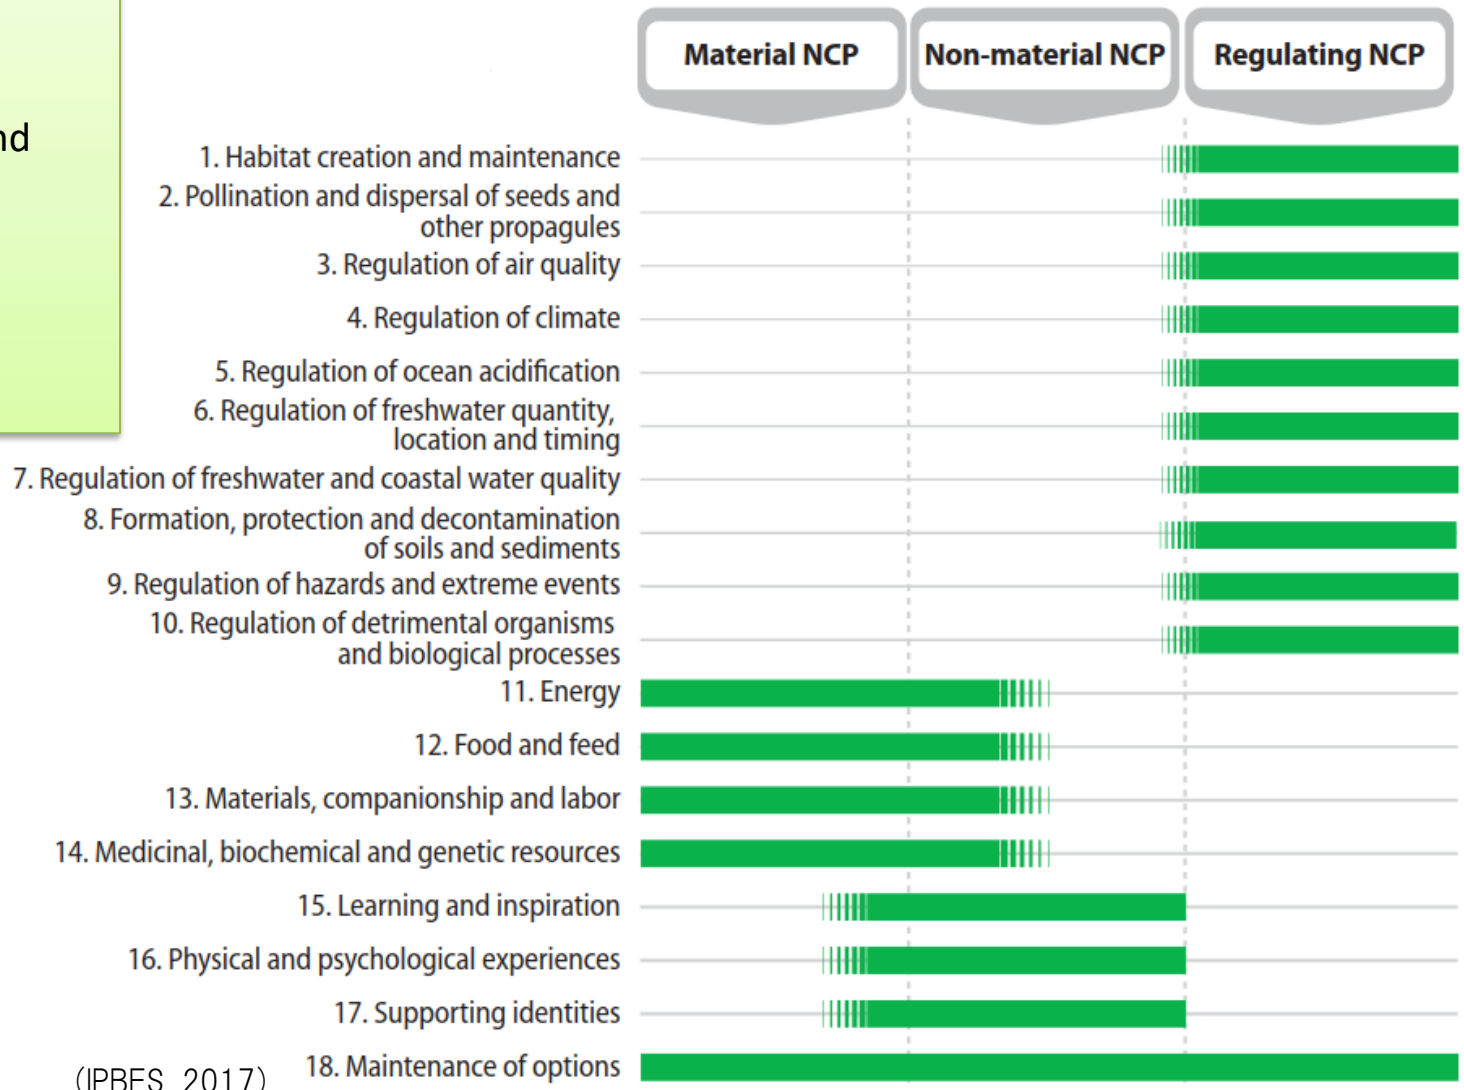 nd
Material NCP
Non-material NCP
Regulating NCP
1. Habitat creation and maintenance
2. Pollination and dispersal of seeds and
other propagules
3. Regulation of air quality
4. Regulation of climate
5. Regulation of ocean acidification
6. Regulation of freshwater quantity,
location and timing
7. Regulation of freshwater and coastal water quality
8. Formation, protection and decontamination
of soils and sediments
9. Regulation of hazards and extreme events
10. Regulation of detrimental organisms
and biological processes
11. Energy
12. Food and feed
13. Materials, companionship and labor
14. Medicinal, biochemical and genetic resources
15. Learning and inspiration
16. Physical and psychological experiences
17. Supporting identities
18. Maintenance of options
(IPBES 2017)